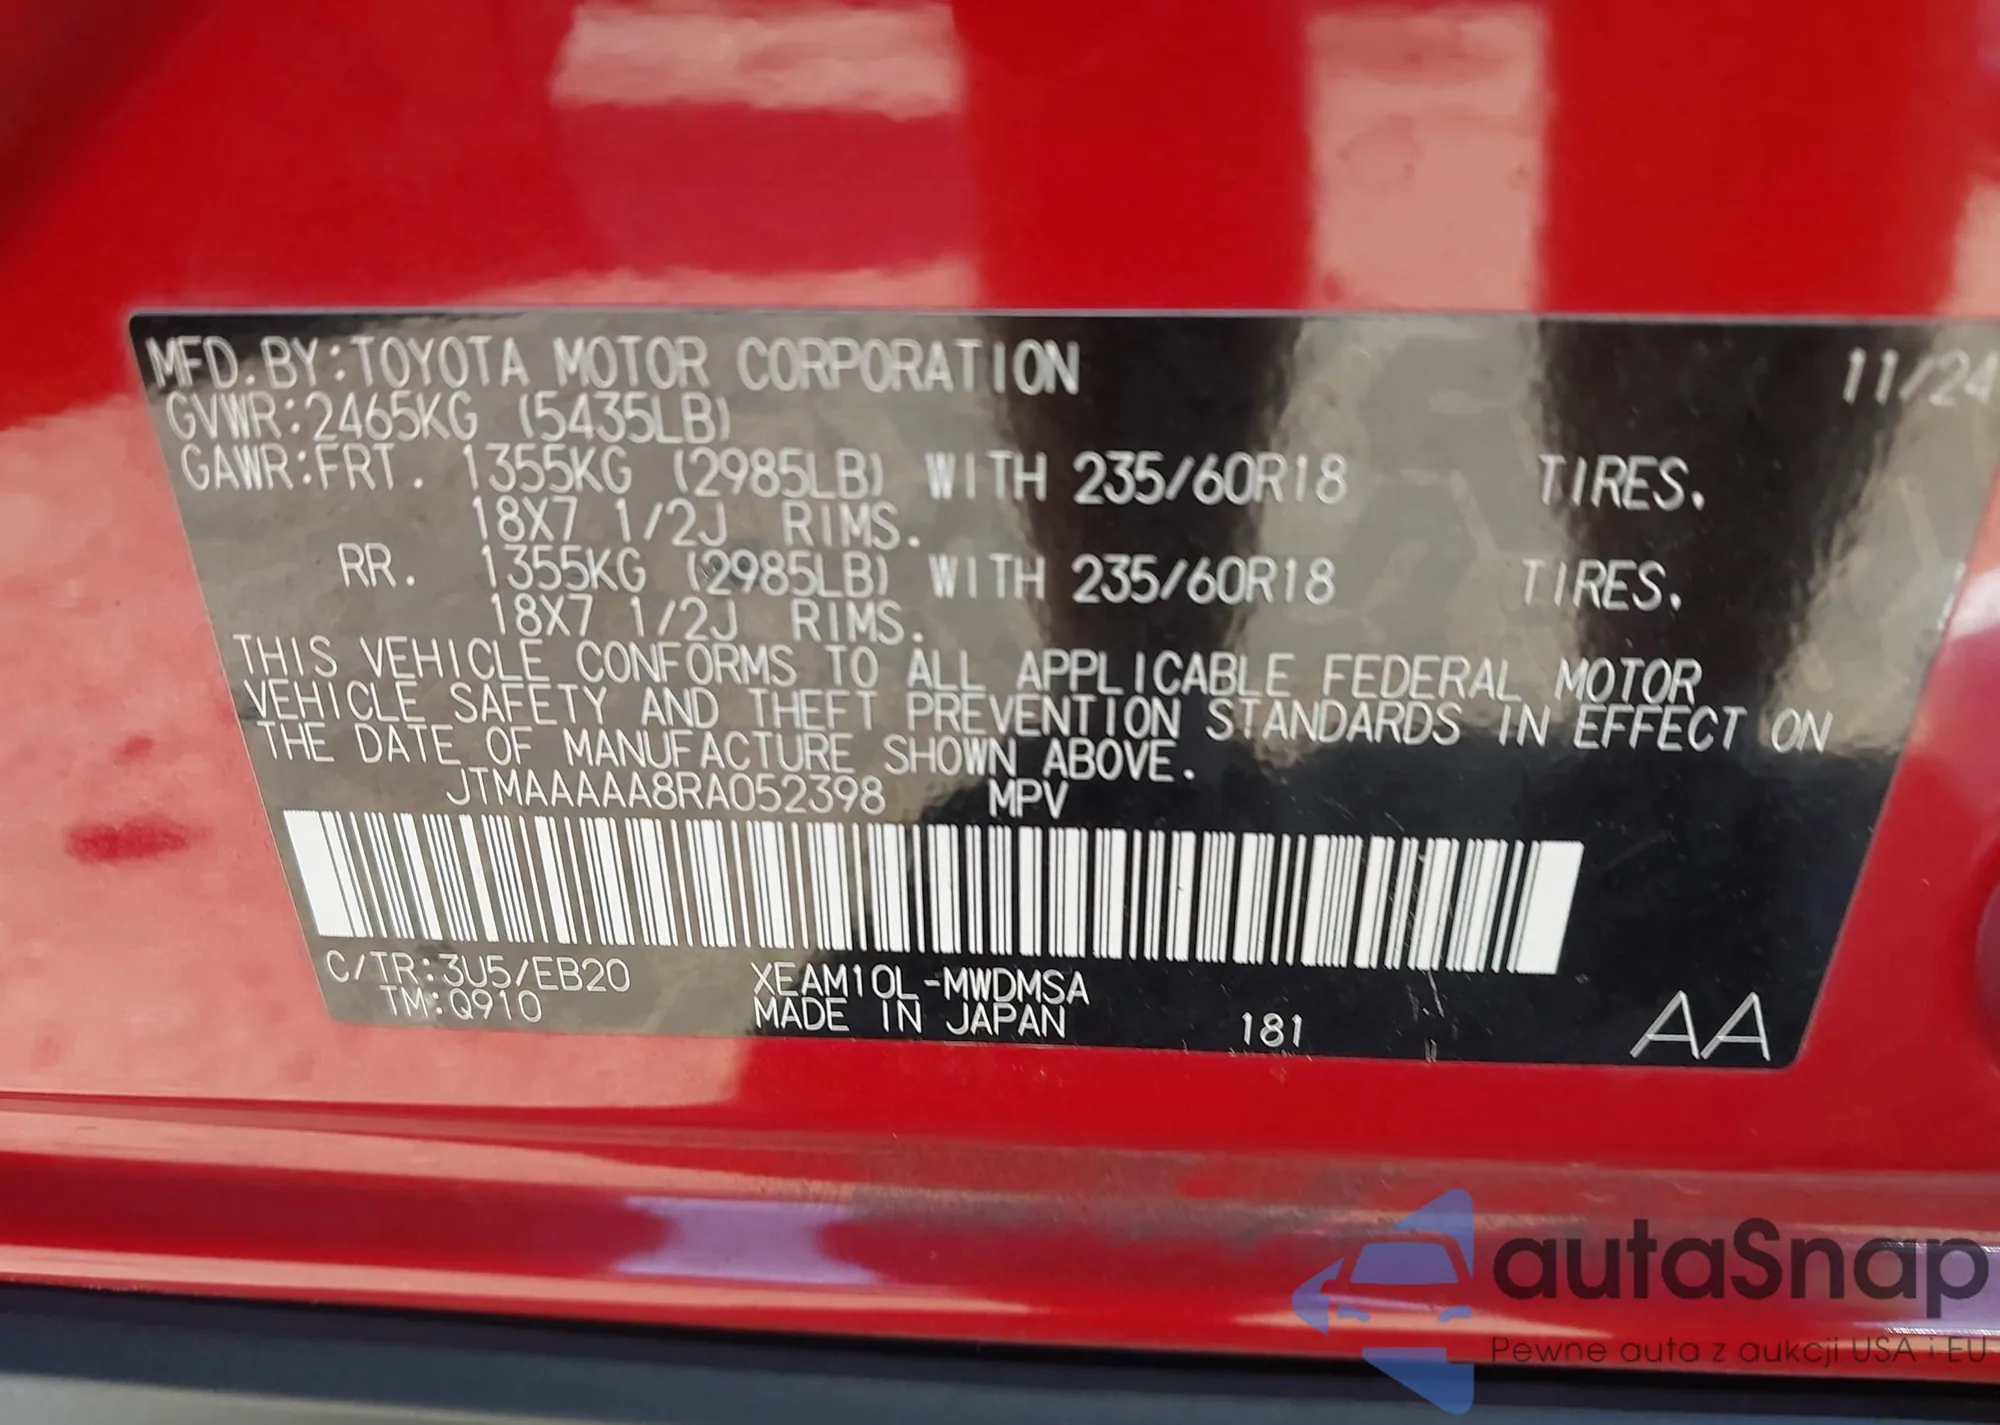 MFD.BY:TOYOTA MOTOR CORPORATION 11/24
GVWR:2465KG (5435LB)
GAWR:FRT. 1355KG (2985LB) WITH 235/60R18 TIRES.
18X7 1/2J RIMS.
RR. 1355KG (2985LB) WITH 235/60R18 TIRES.
18X7 1/2J RIMS.
THIS VEHICLE CONFORMS TO ALL APPLICABLE FEDERAL MOTOR
VEHICLE SAFETY AND THEFT PREVENTION STANDARDS IN EFFECT ON
THE DATE OF MANUFACTURE SHOWN ABOVE.
JTMAAAAA8RA052398 MPV
C/TR:3U5/EB20 XEAM10L-MWDMSA
TM:Q910 MADE IN JAPAN 181 AA
autaSnap
Pewne auta z aukcji USA i EU